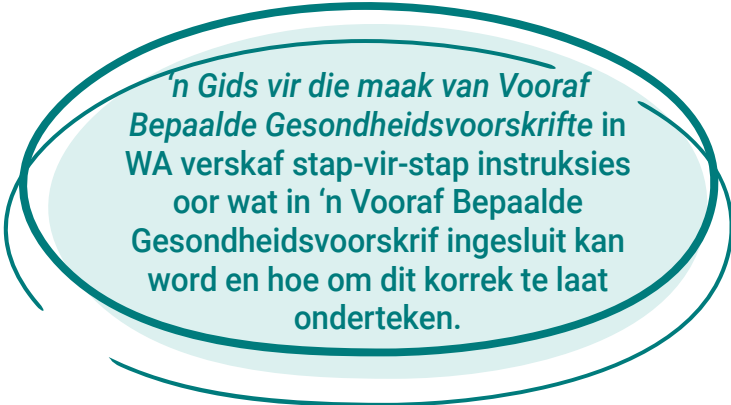 ‘n Gids vir die maak van Vooraf
Bepaalde Gesondheidsvoorskrifte in
WA verskaf stap-vir-stap instruksies
oor wat in ‘n Vooraf Bepaalde
Gesondheidsvoorskrif ingesluit kan
word en hoe om dit korrek te laat
onderteken.